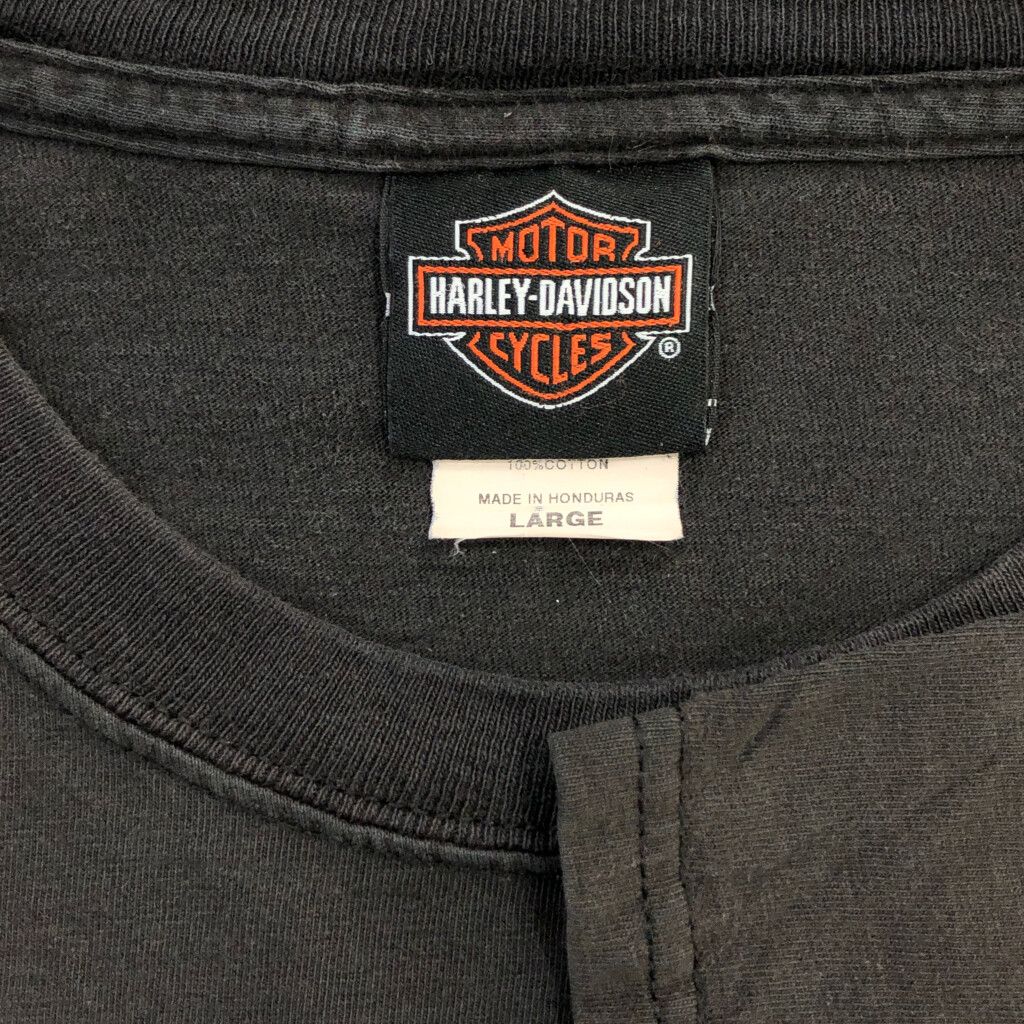 MOTOR
HARLEY-DAVIDSON
CYCLES
®
100% COTTON
MADE IN HONDURAS
LARGE